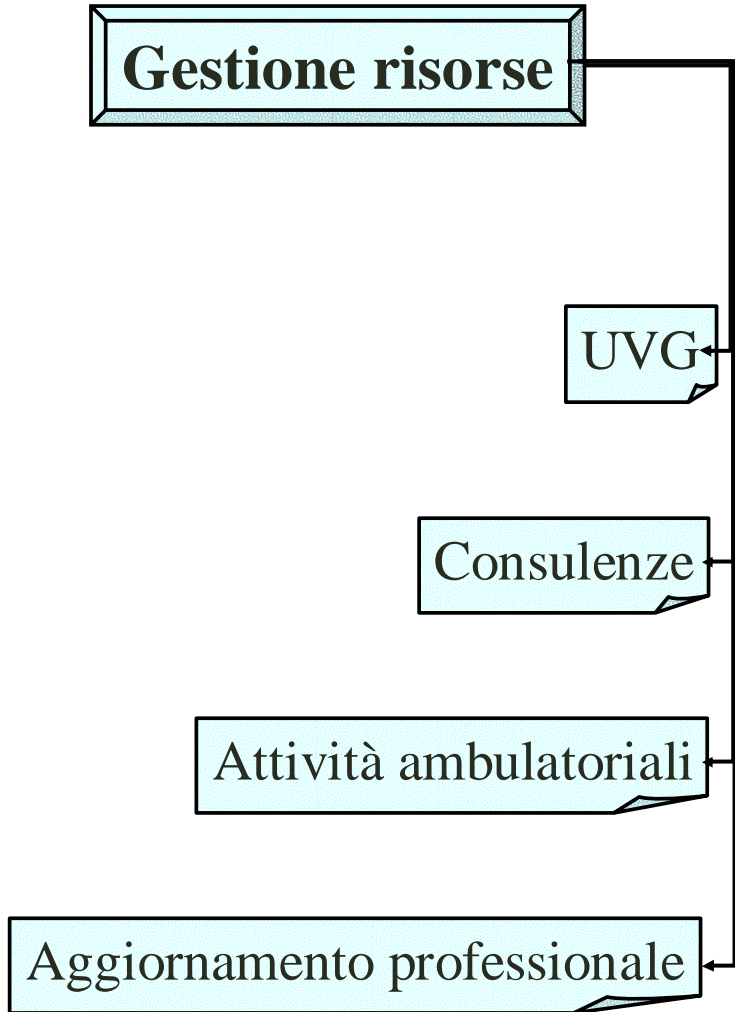 Gestione risorse
UVG
Consulenze
Attività ambulatoriali
Aggiornamento professionale